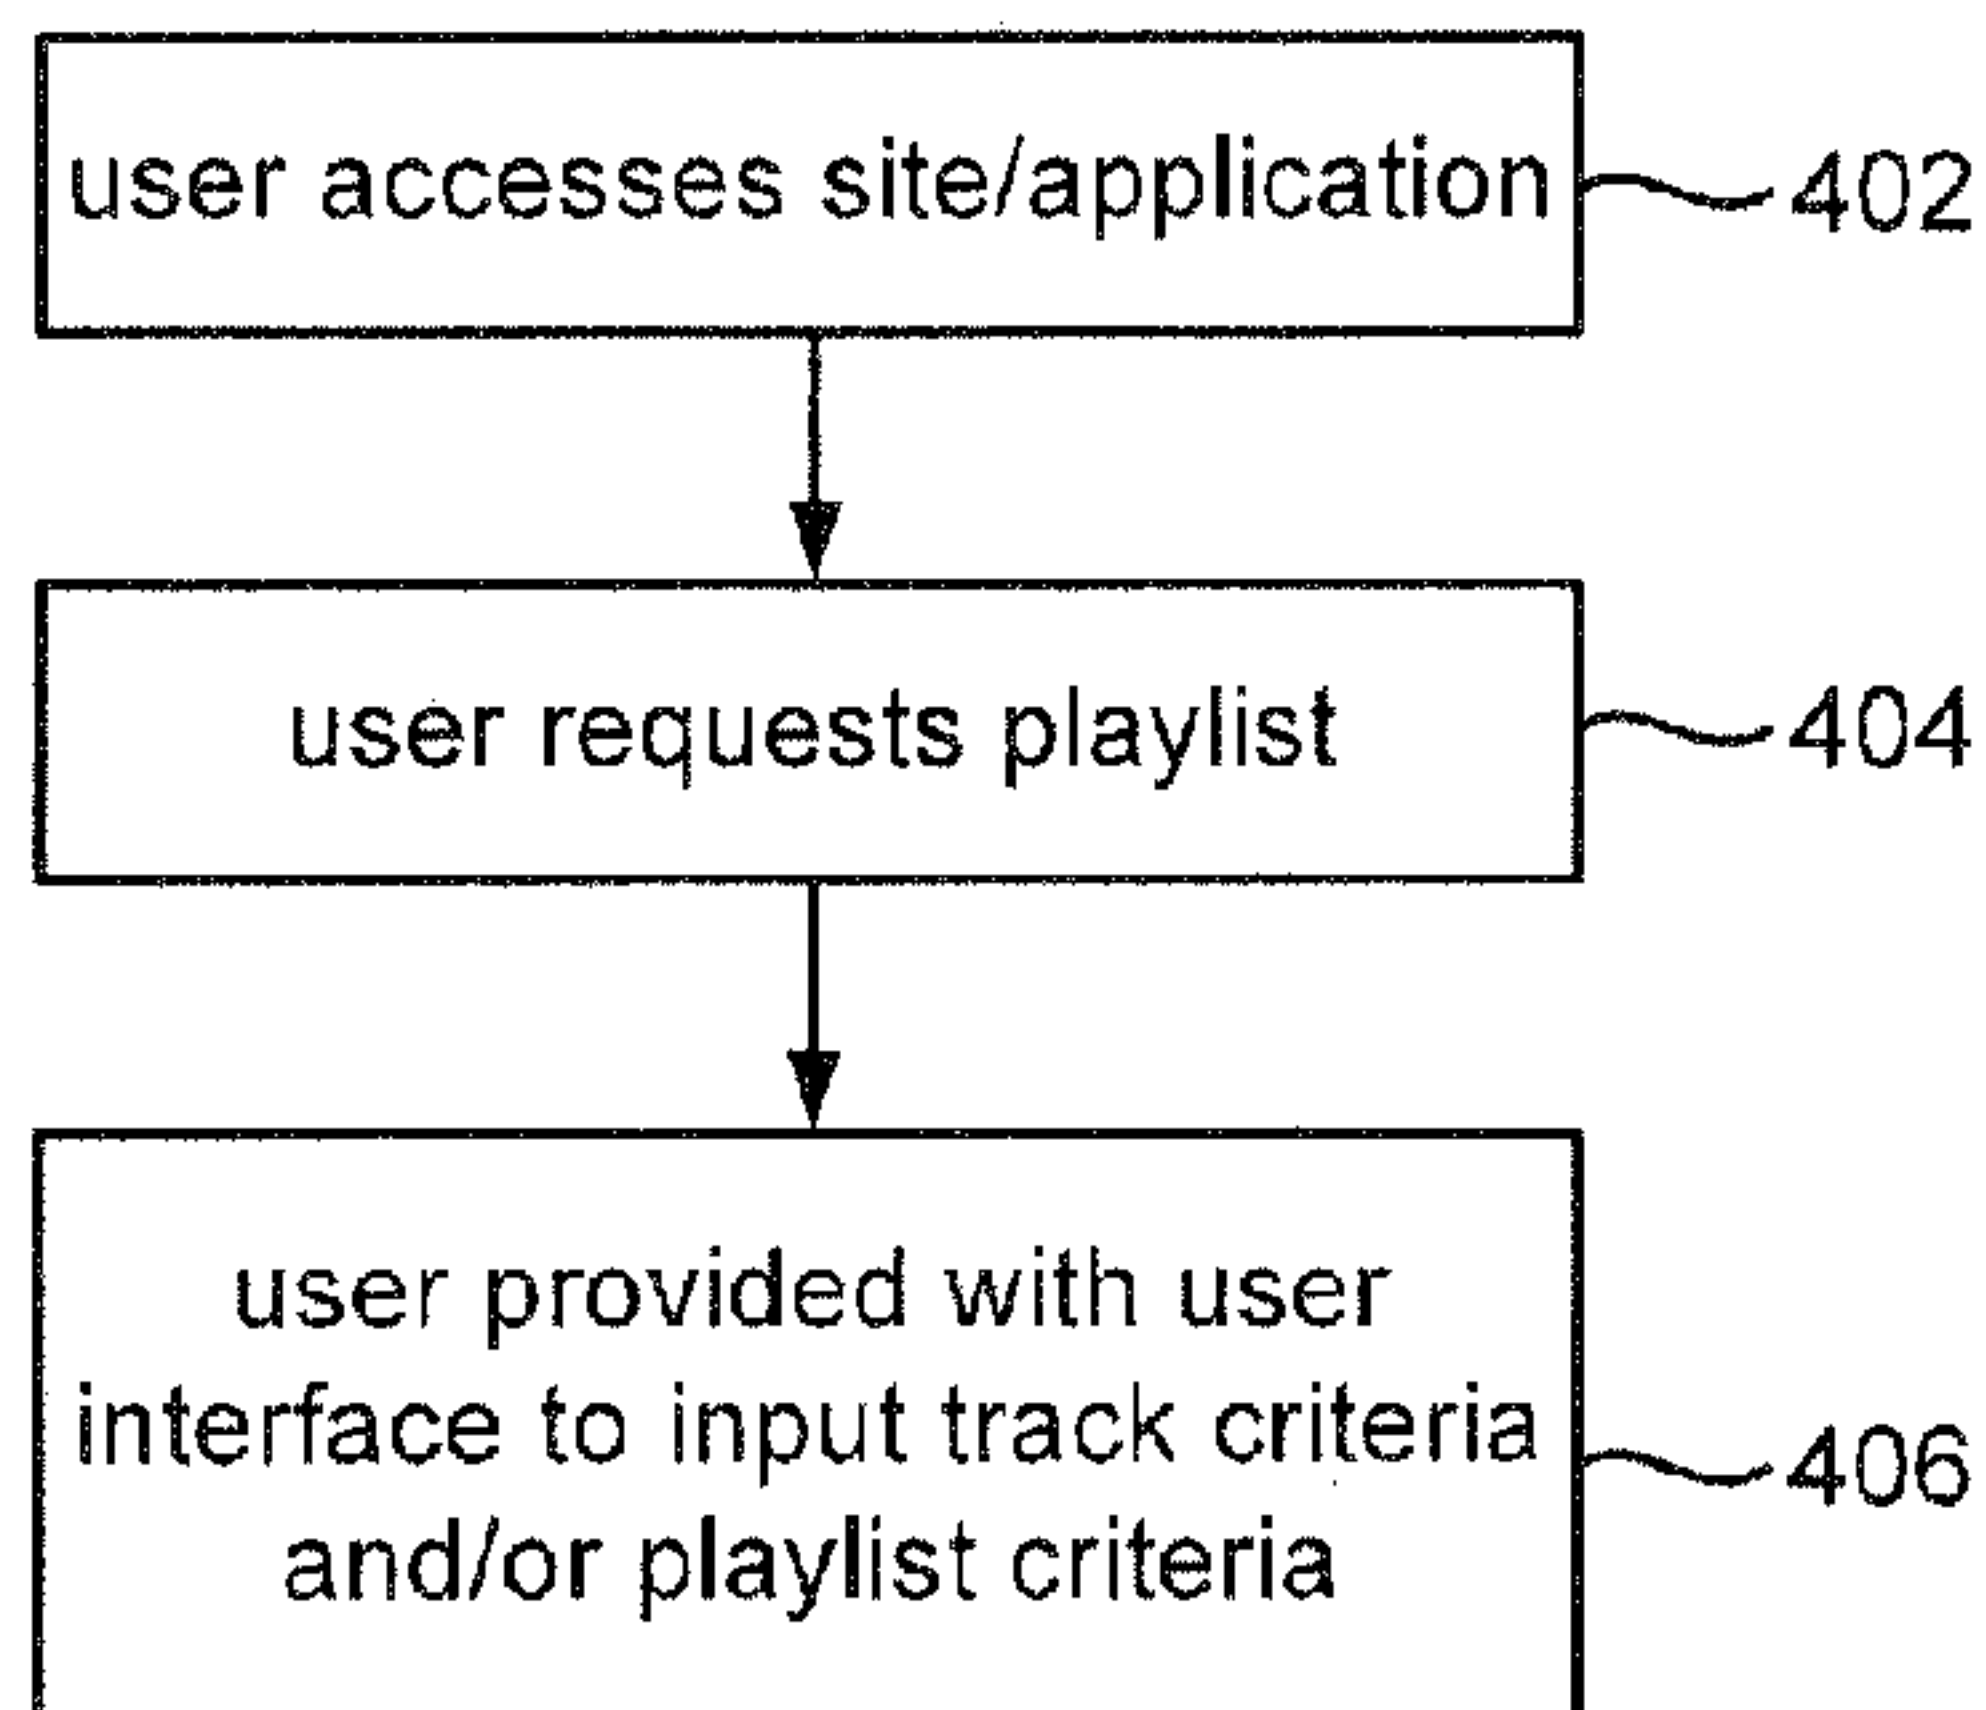 user accesses site/application
402
user requests playlist
404
user provided with user
interface to input track criteria
and/or playlist criteria
406